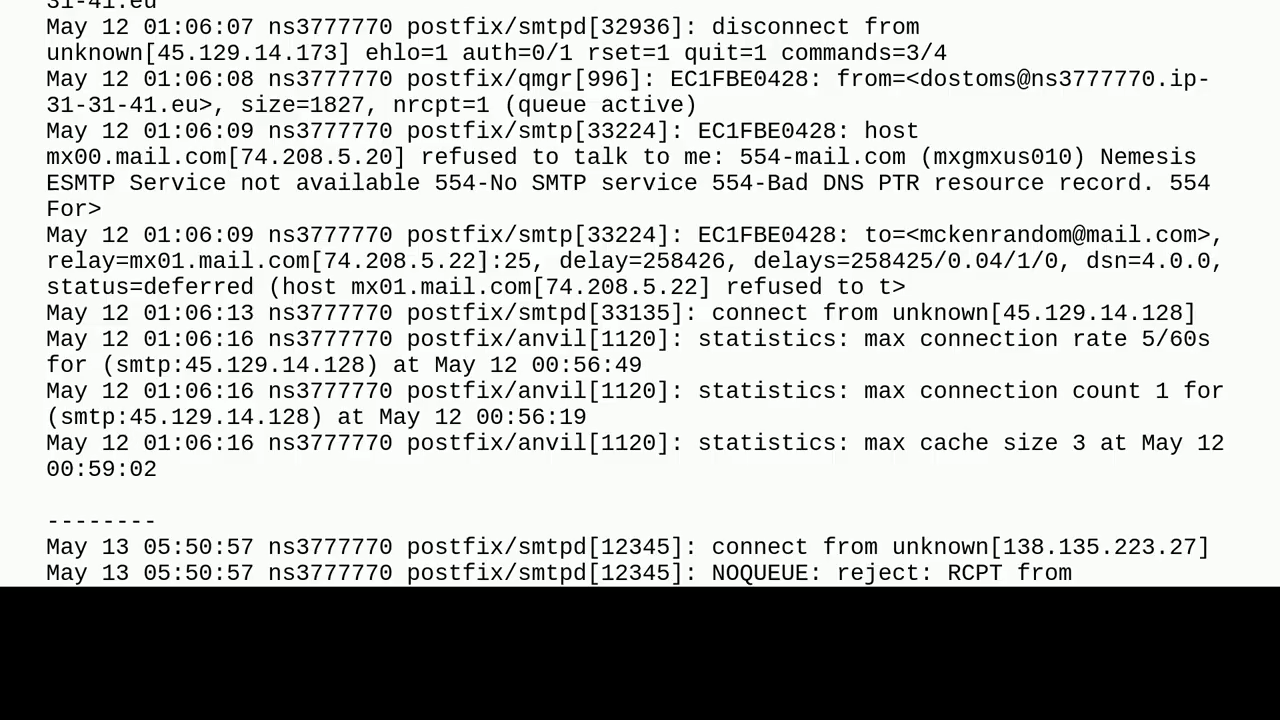 31-41.eu
May 12 01:06:07 ns3777770 postfix/smtpd[32936]: disconnect from
unknown[45.129.14.173] ehlo=1 auth=0/1 rset=1 quit=1 commands=3/4
May 12 01:06:08 ns3777770 postfix/qmgr[996]: EC1FBE0428: from=<dostoms@ns3777770.ip-
31-31-41.eu>, size=1827, nrcpt=1 (queue active)
May 12 01:06:09 ns3777770 postfix/smtp[33224]: EC1FBE0428: host
mx00.mail.com[74.208.5.20] refused to talk to me: 554-mail.com (mxgmxus010) Nemesis
ESMTP Service not available 554-No SMTP service 554-Bad DNS PTR resource record. 554
For>
May 12 01:06:09 ns3777770 postfix/smtp[33224]: EC1FBE0428: to=<mckenrandom@mail.com>,
relay=mx01.mail.com[74.208.5.22]:25, delay=258426, delays=258425/0.04/1/0, dsn=4.0.0,
status=deferred (host mx01.mail.com[74.208.5.22] refused to t>
May 12 01:06:13 ns3777770 postfix/smtpd[33135]: connect from unknown[45.129.14.128]
May 12 01:06:16 ns3777770 postfix/anvil[1120]: statistics: max connection rate 5/60s
for (smtp:45.129.14.128) at May 12 00:56:49
May 12 01:06:16 ns3777770 postfix/anvil[1120]: statistics: max connection count 1 for
(smtp:45.129.14.128) at May 12 00:56:19
May 12 01:06:16 ns3777770 postfix/anvil[1120]: statistics: max cache size 3 at May 12
00:59:02
--------
May 13 05:50:57 ns3777770 postfix/smtpd[12345]: connect from unknown[138.135.223.27]
May 13 05:50:57 ns3777770 postfix/smtpd[12345]: NOQUEUE: reject: RCPT from